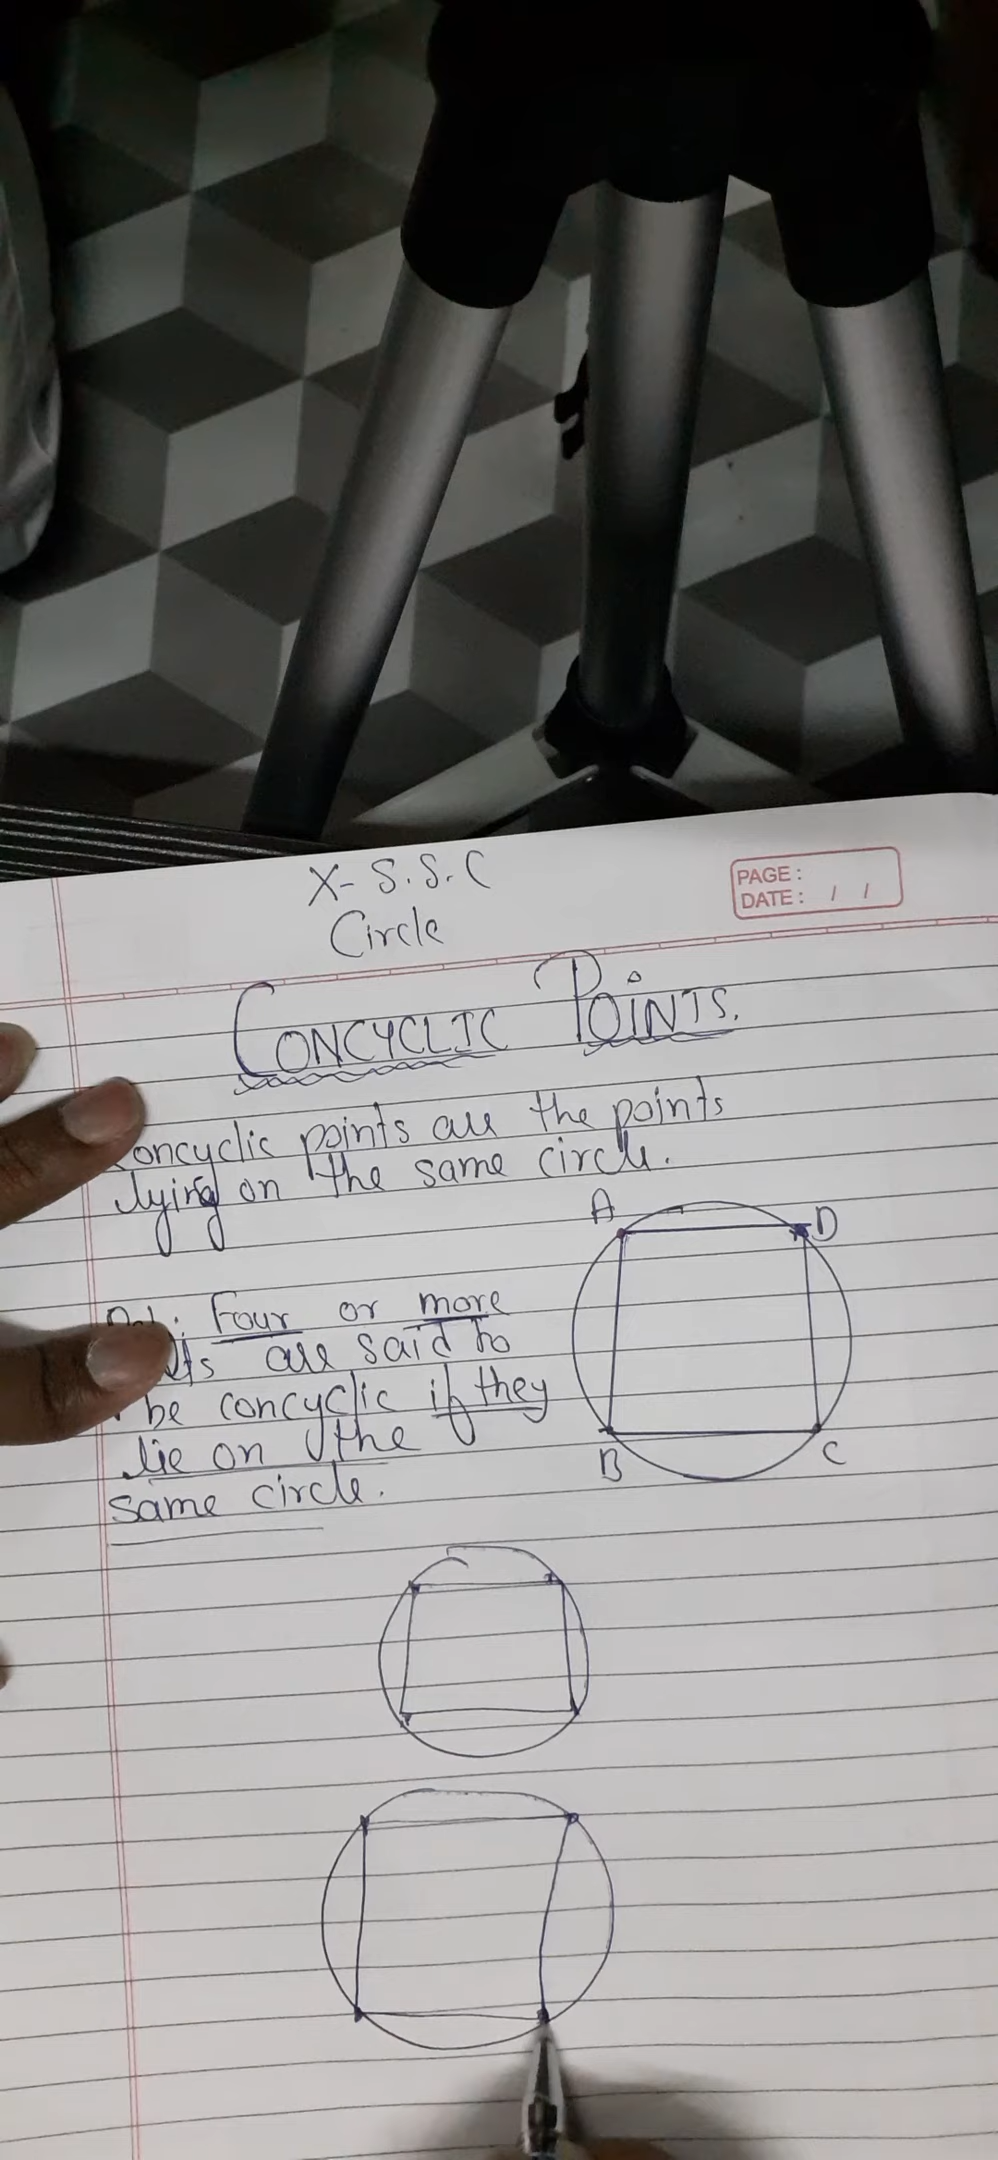 X- S.S.C
Circle
PAGE:
DATE: / /
CONCYCLIC POINTS.
oncyclic points are the points
lying on the same circle.
Four or more
are said to
be concyclic if they
lie on the
same circle.
A
D
B
C